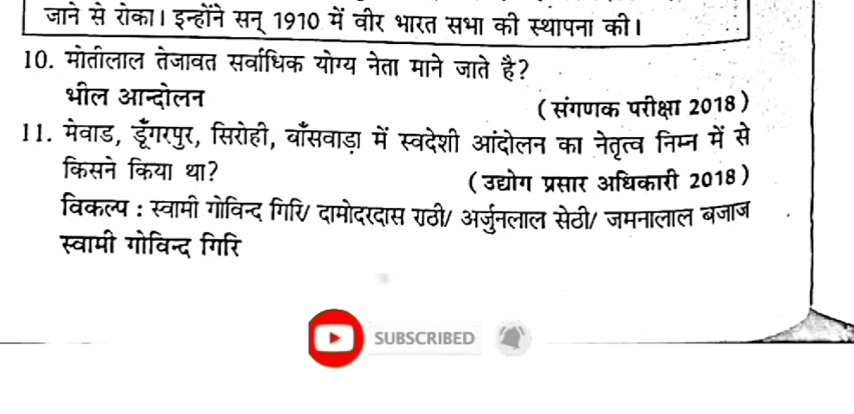 जाने से रोका। इन्होंने सन् 1910 में वीर भारत सभा की स्थापना की।
10. मोतीलाल तेजावत सर्वाधिक योग्य नेता माने जाते है?
भील आन्दोलन (संगणक परीक्षा 2018)
11. मेवाड, डूँगरपुर, सिरोही, बाँसवाड़ा में स्वदेशी आंदोलन का नेतृत्व निम्न में से
किसने किया था? (उद्योग प्रसार अधिकारी 2018)
विकल्प : स्वामी गोविन्द गिरि/ दामोदरदास राठी/ अर्जुनलाल सेठी/ जमनालाल बजाज
स्वामी गोविन्द गिरि
SUBSCRIBED